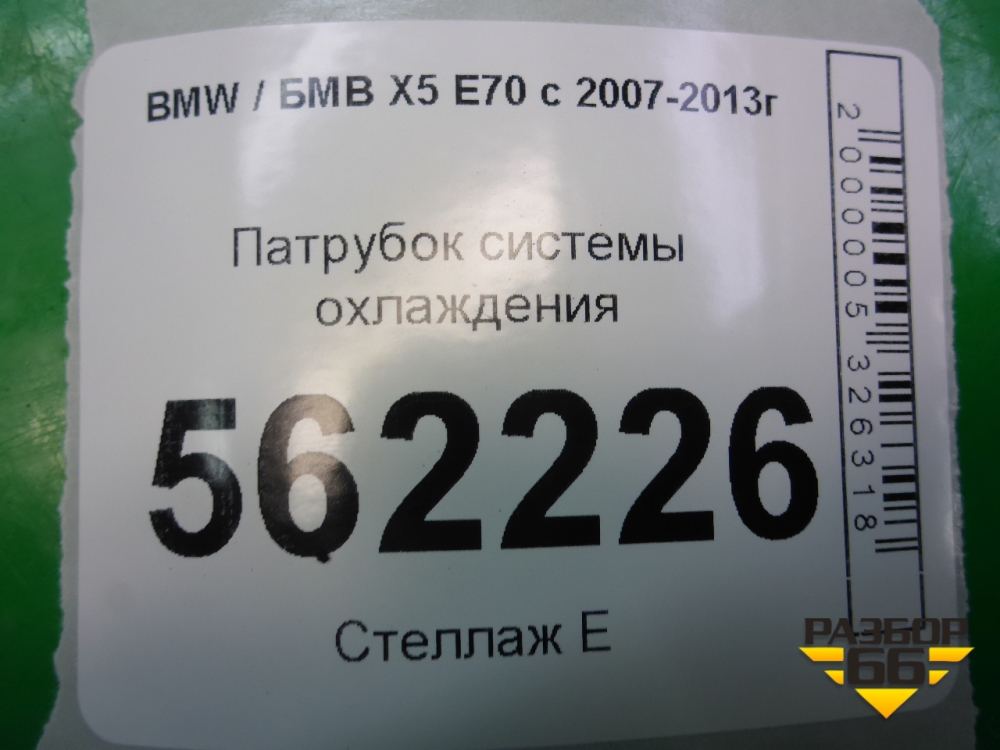 BMW / БМВ X5 E70 с 2007-2013г
Патрубок системы
охлаждения
562226
Стеллаж Е
2000005326318
РАЗБОР
66